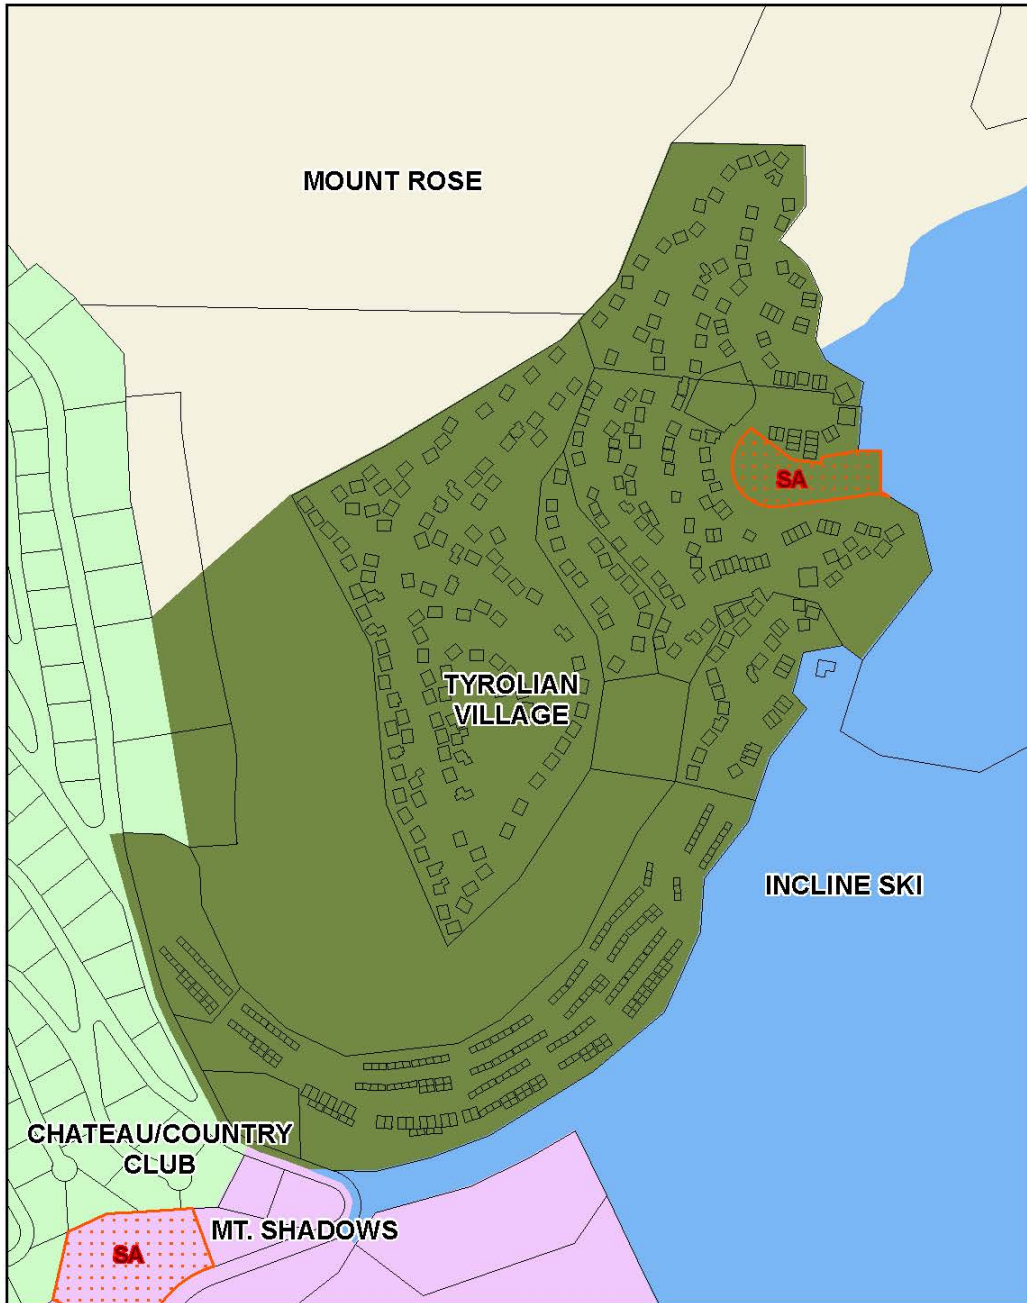 MOUNT ROSE
SA
TYROLIAN
VILLAGE
INCLINE SKI
CHATEAU/COUNTRY
CLUB
MT. SHADOWS
SA